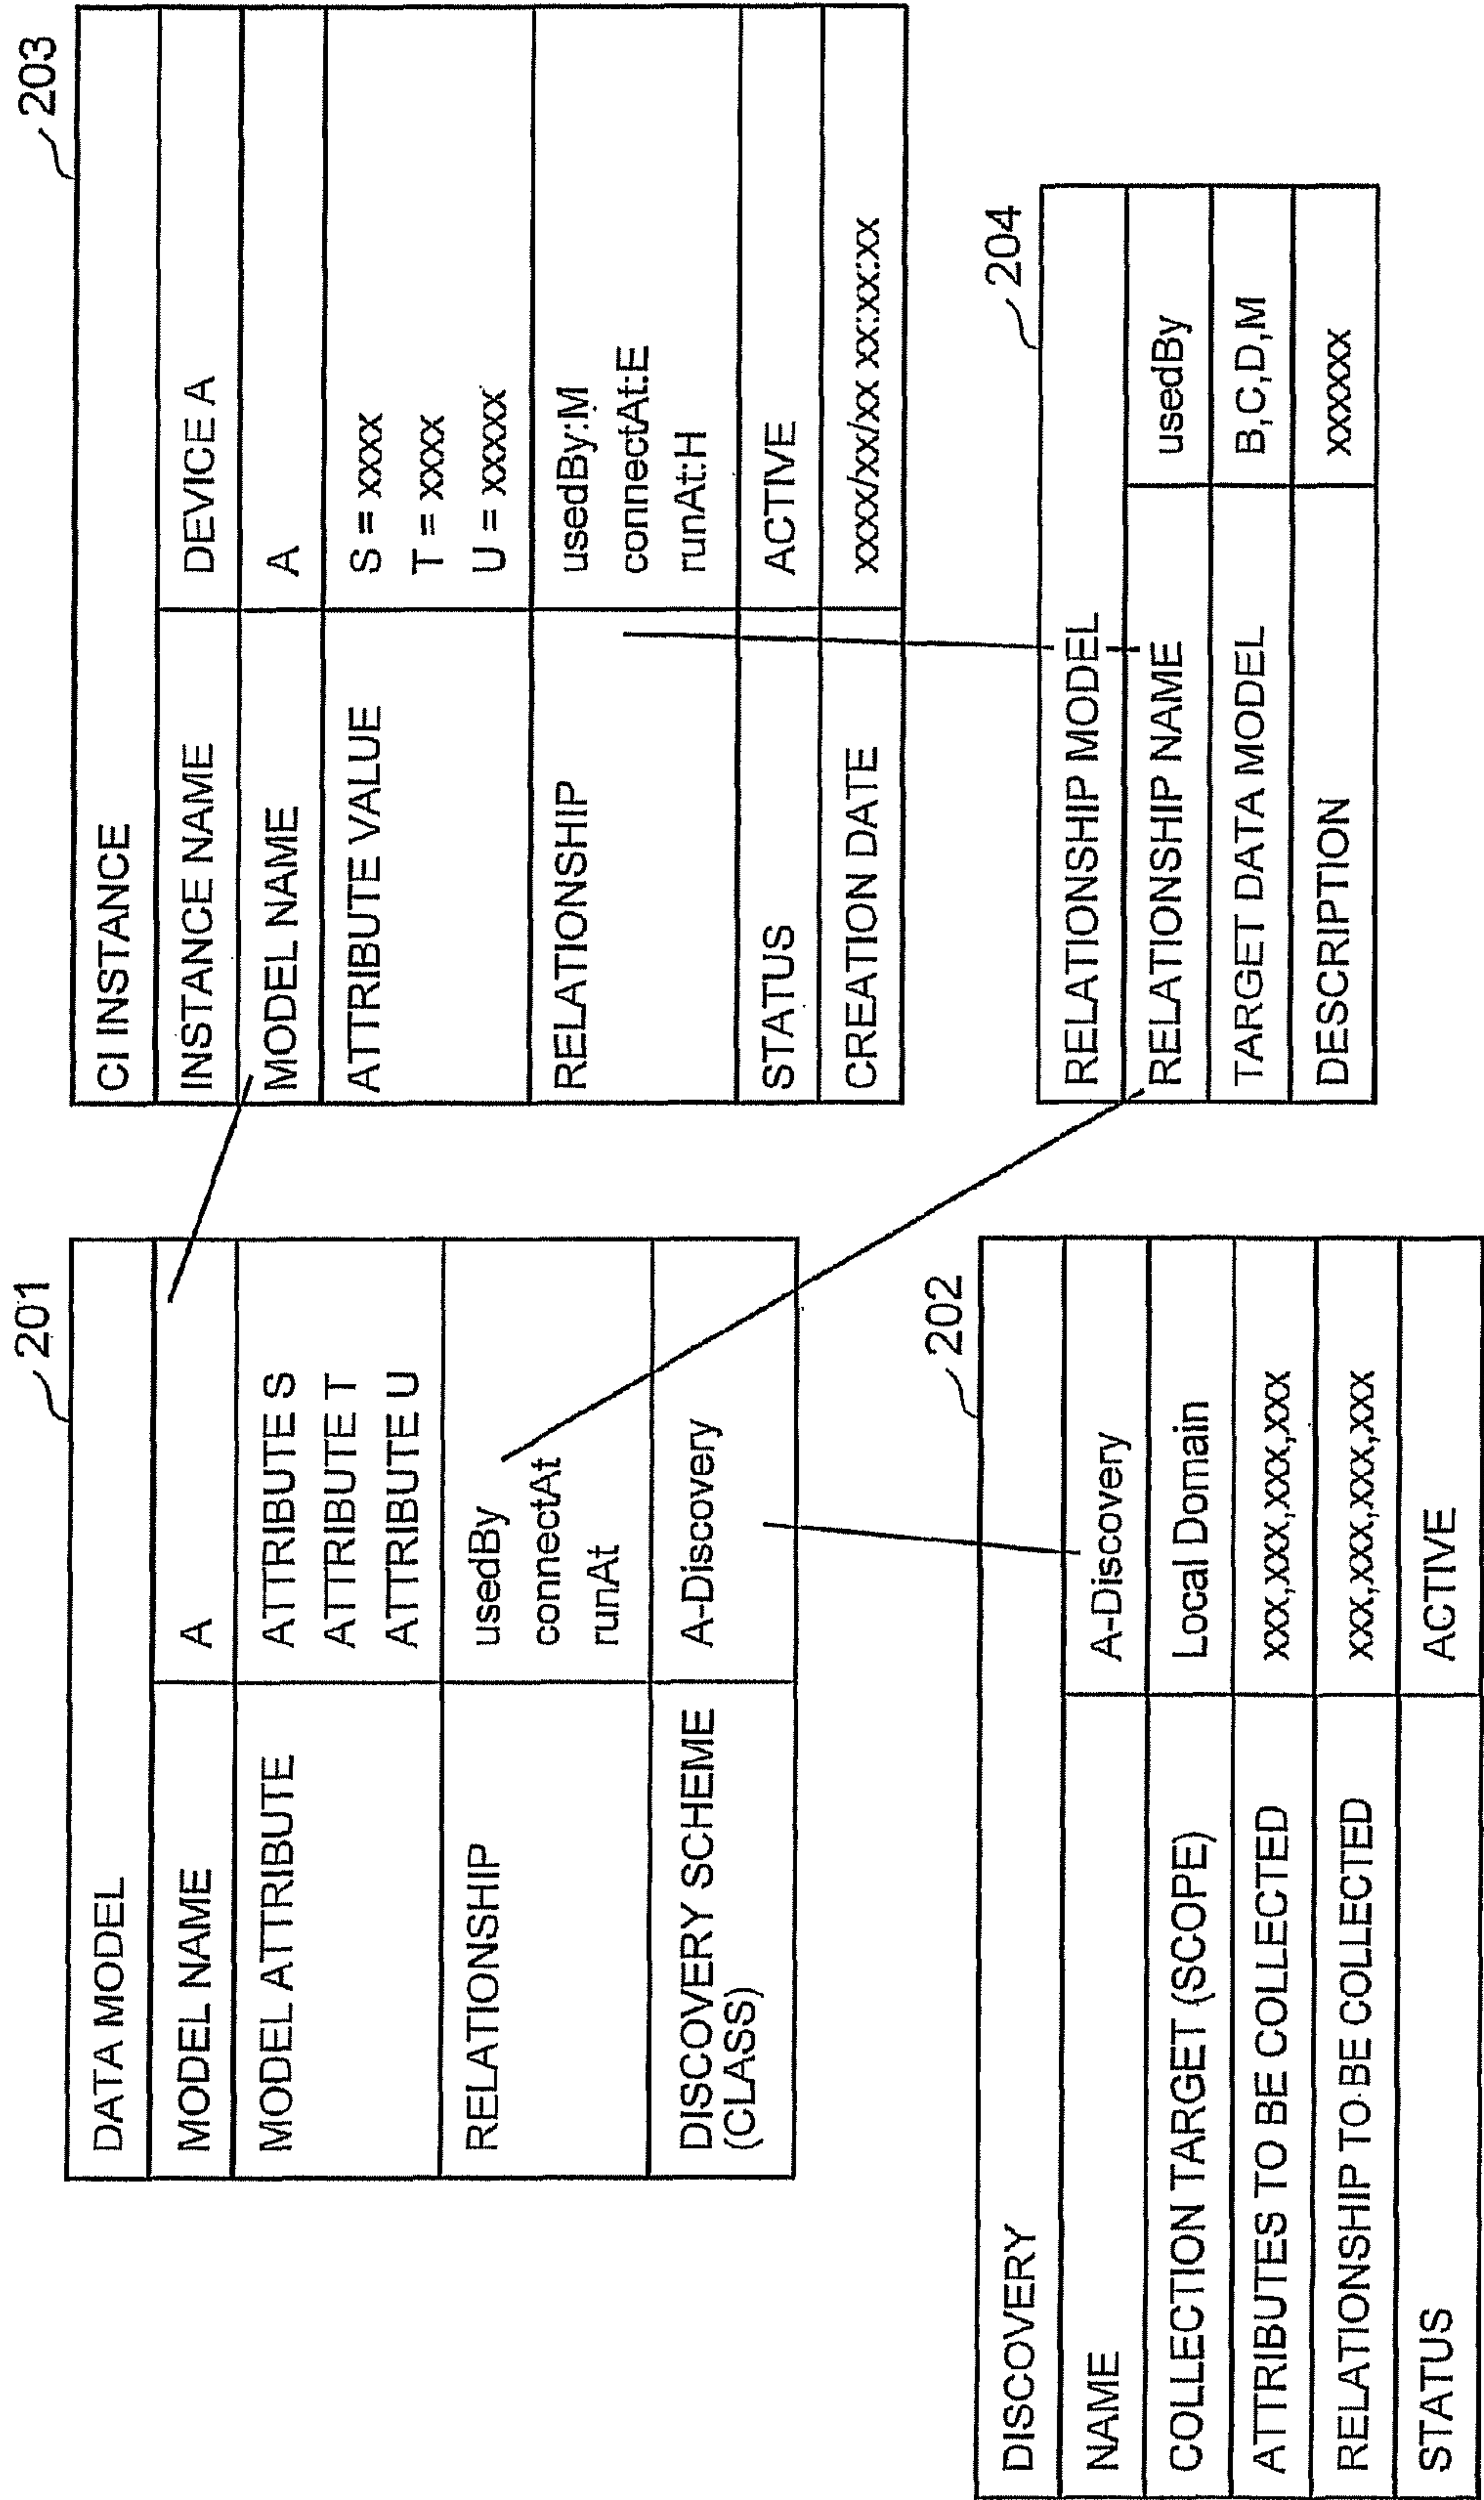 201
DATA MODEL
MODEL NAME A
MODEL ATTRIBUTE ATTRIBUTE S
ATTRIBUTE T
ATTRIBUTE U
RELATIONSHIP usedBy
connectAt
runAt
DISCOVERY SCHEME A-Discovery
(CLASS)
203
CI INSTANCE
INSTANCE NAME DEVICE A
MODEL NAME A
ATTRIBUTE VALUE S = xxxx
T = xxxx
U = xxxxx
RELATIONSHIP usedBy:M
connectAt:E
runAt:H
STATUS ACTIVE
CREATION DATE xxxx/xx/xx xx:xx:xx
202
DISCOVERY
NAME A-Discovery
COLLECTION TARGET (SCOPE) Local Domain
ATTRIBUTES TO BE COLLECTED xxx,xxx,xxx,xxx
RELATIONSHIP TO BE COLLECTED xxx,xxx,xxx,xxx
STATUS ACTIVE
204
RELATIONSHIP MODEL
RELATIONSHIP NAME usedBy
TARGET DATA MODEL B,C,D,M
DESCRIPTION xxxxxx